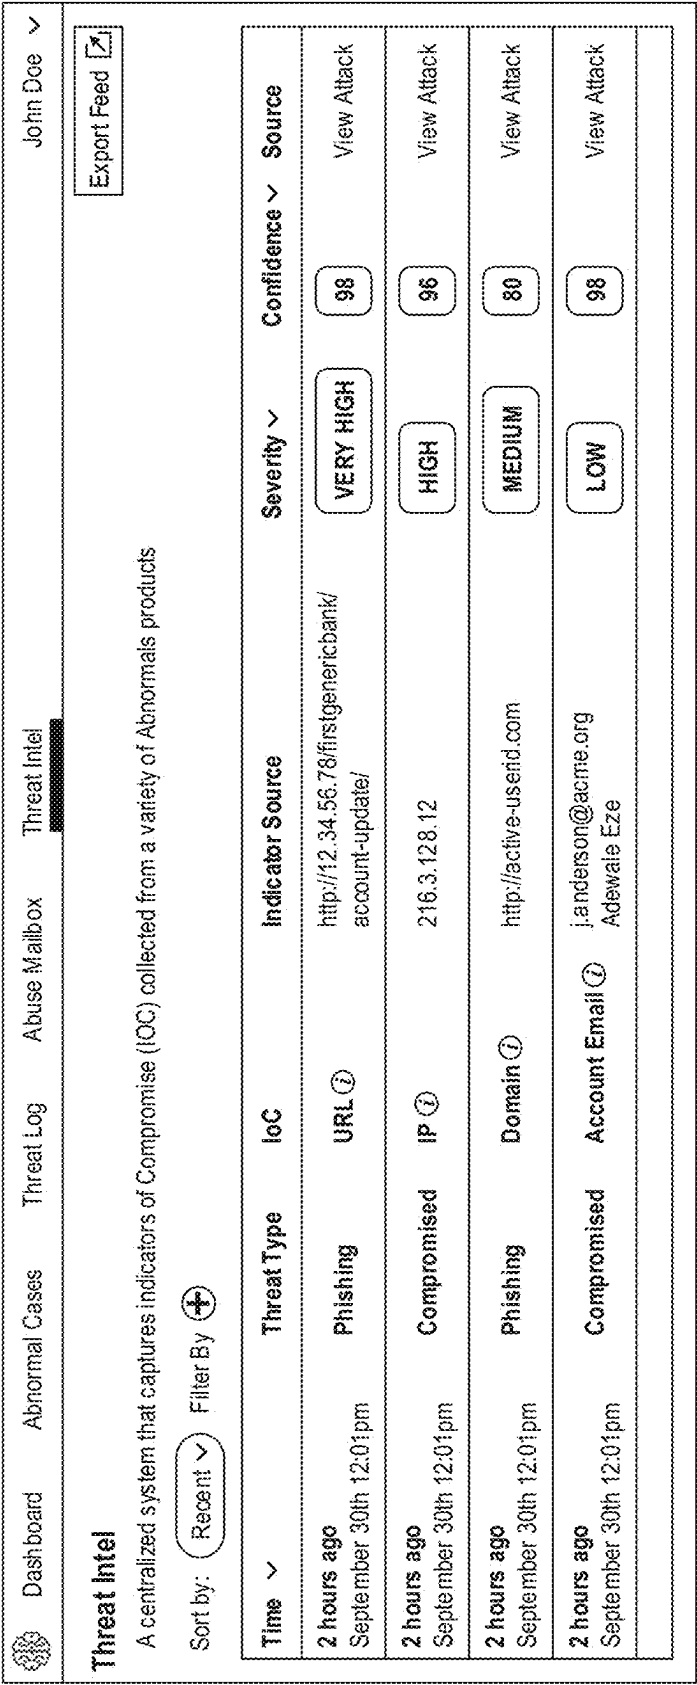 Dashboard Abnormal Cases Threat Log Abuse Mailbox Threat Intel John Doe
Threat Intel Export Feed
A centralized system that captures indicators of Compromise (IOC) collected from a variety of Abnormals products
Sort by: Recent Filter By
Time Threat Type IoC Indicator Source Severity Confidence Source
2 hours ago Phishing URL http://12.34.56.78/firstgenericbank/ VERY HIGH 98 View Attack
September 30th 12:01pm account-update/
2 hours ago Compromised IP 216.3.128.12 HIGH 96 View Attack
September 30th 12:01pm
2 hours ago Phishing Domain http://active-userid.com MEDIUM 80 View Attack
September 30th 12:01pm
2 hours ago Compromised Account Email j.anderson@acme.org LOW 98 View Attack
September 30th 12:01pm Adewale Eze